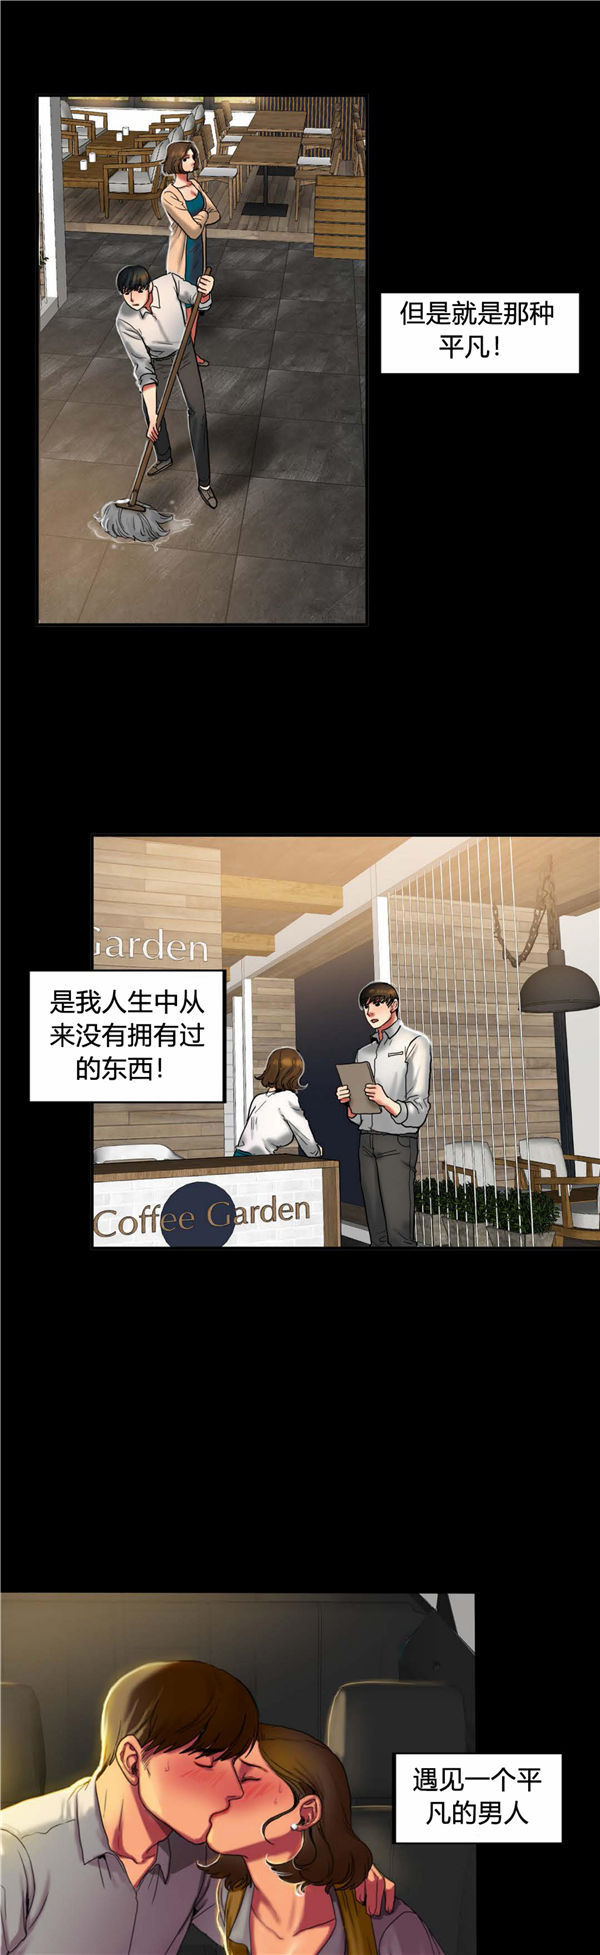 但是就是那种
平凡！
Garden
是我人生中从
来没有拥有过
的东西！
Coffee Garden
遇见一个平
凡的男人